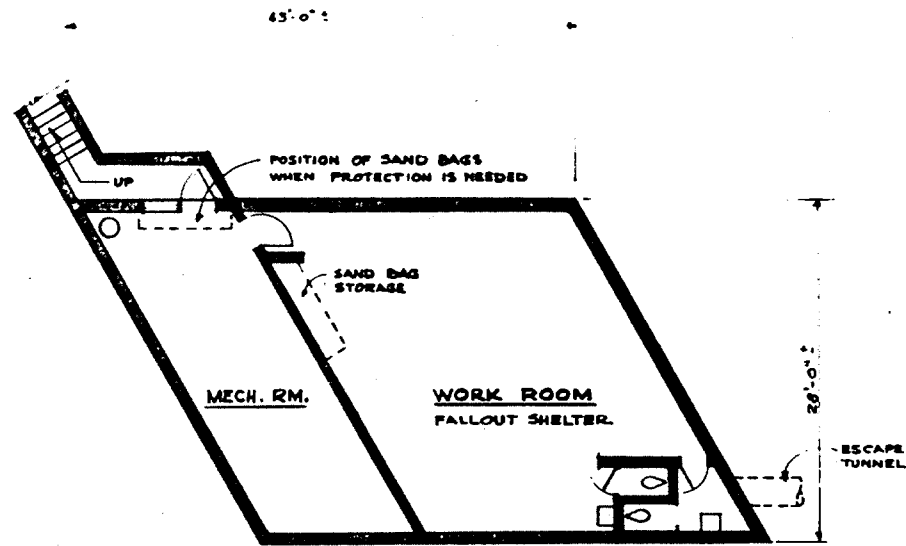 43'-0" ±
POSITION OF SAND BAGS
WHEN PROTECTION IS NEEDED
UP
SAND BAG
STORAGE
MECH. RM.
WORK ROOM
FALLOUT SHELTER.
28'-0" ±
ESCAPE
TUNNEL